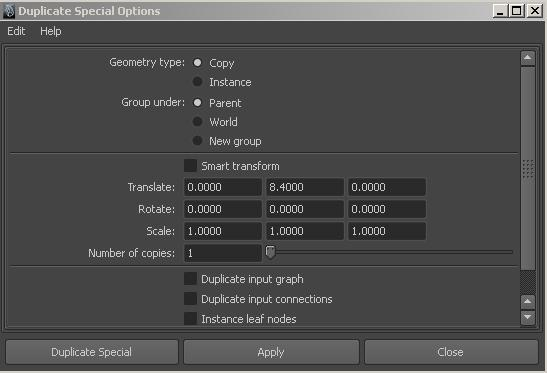 Duplicate Special Options
Edit Help
Geometry type: Copy
Instance
Group under: Parent
World
New group
Smart transform
Translate: 0.0000 8.4000 0.0000
Rotate: 0.0000 0.0000 0.0000
Scale: 1.0000 1.0000 1.0000
Number of copies: 1
Duplicate input graph
Duplicate input connections
Instance leaf nodes
Duplicate Special Apply Close